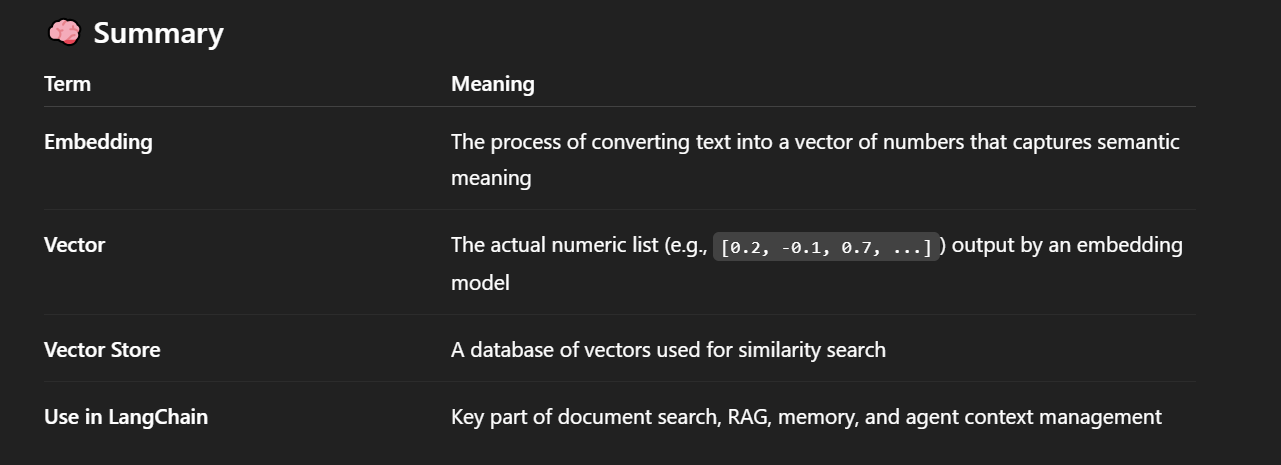 🧠 Summary
Term Meaning
Embedding The process of converting text into a vector of numbers that captures semantic
meaning
Vector The actual numeric list (e.g., [0.2, -0.1, 0.7, ...]) output by an embedding
model
Vector Store A database of vectors used for similarity search
Use in LangChain Key part of document search, RAG, memory, and agent context management